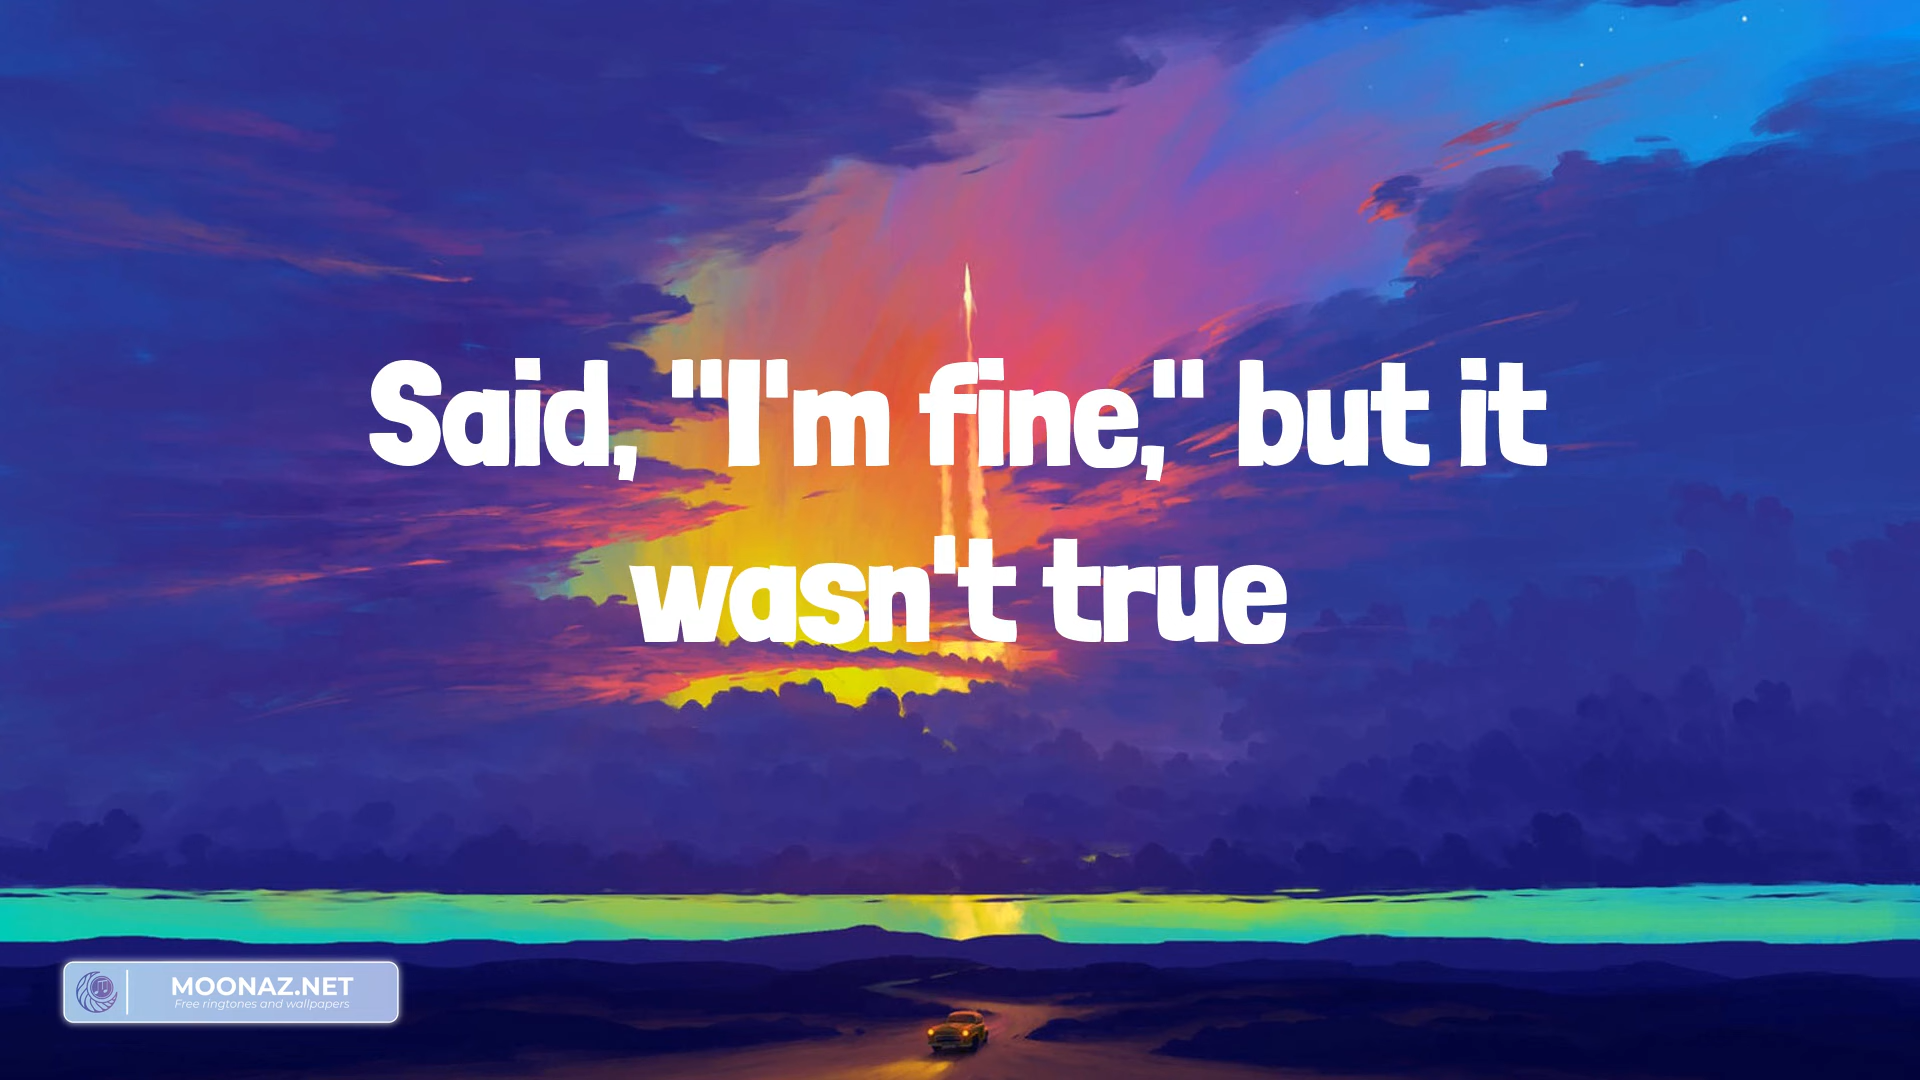 Said, "I'm fine," but it
wasn't true
MOONAZ.NET
Free ringtones and wallpapers